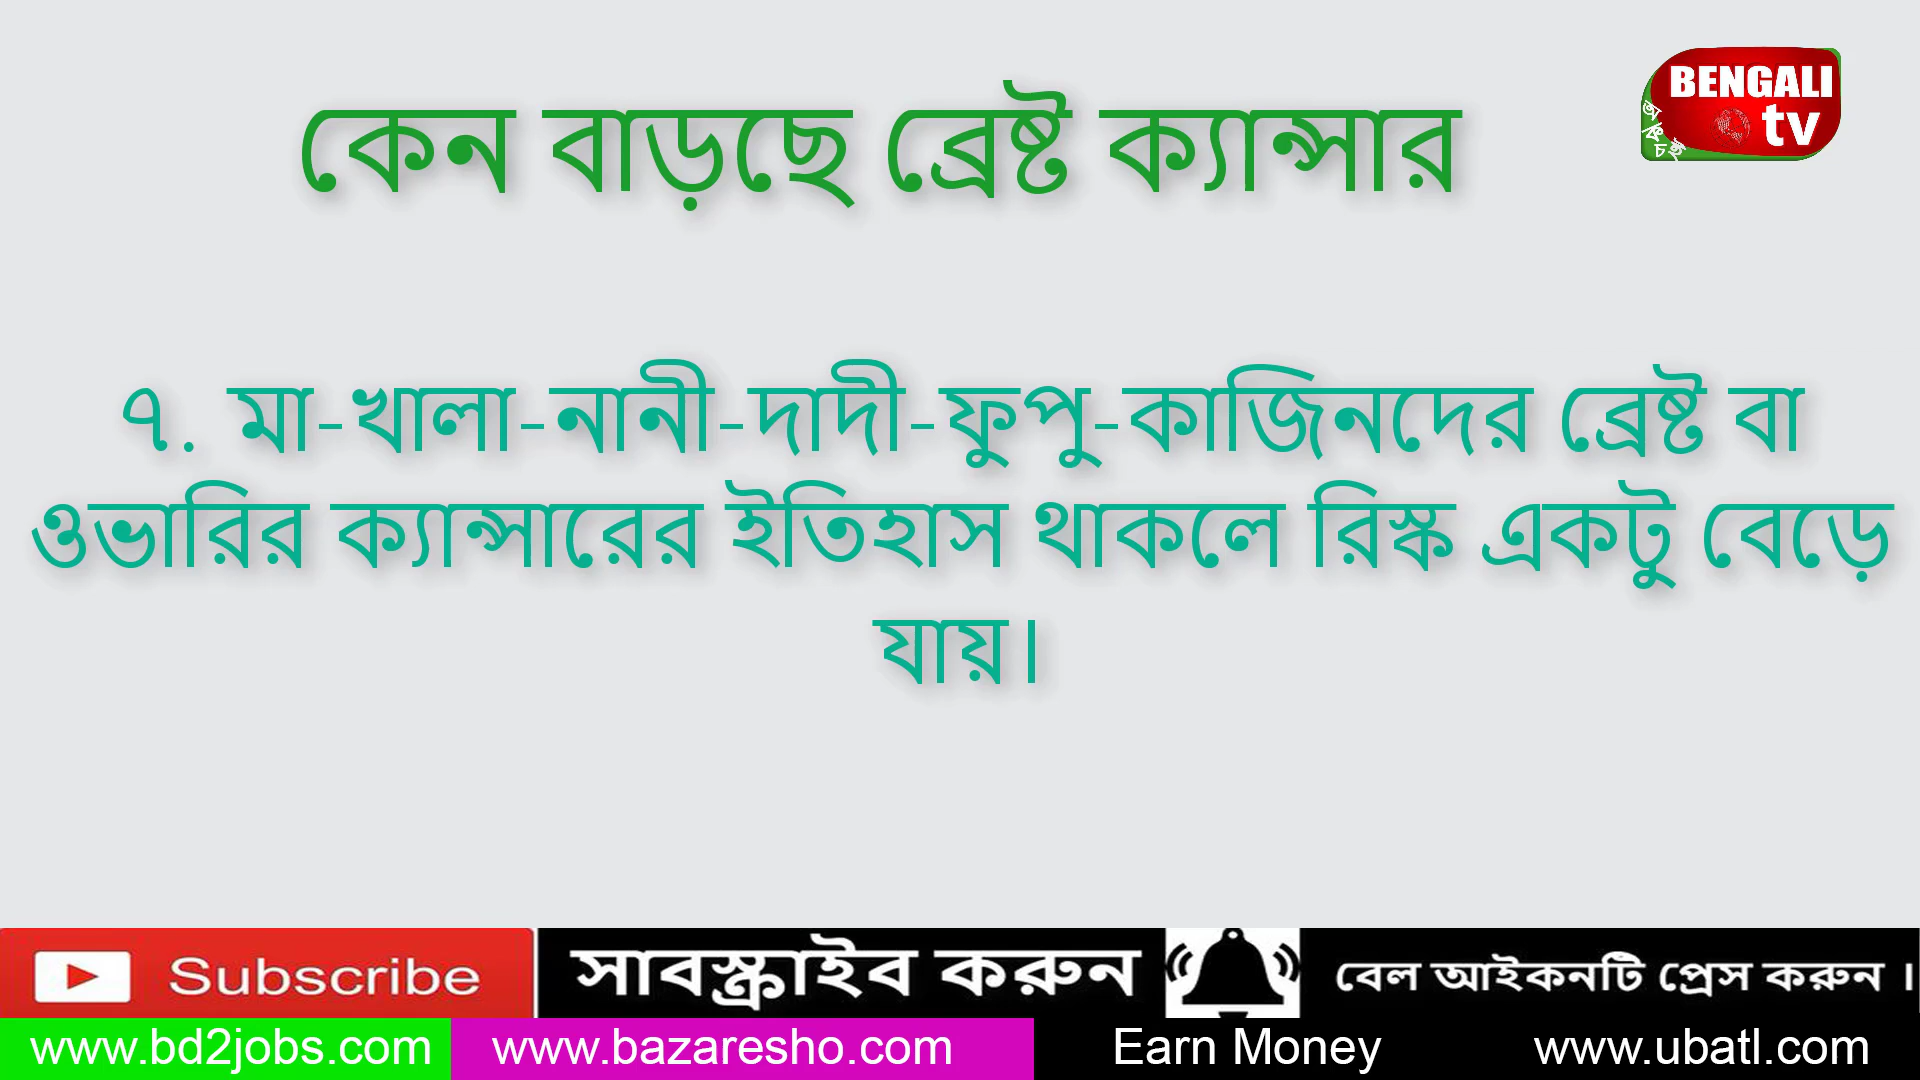 কেন বাড়ছে ব্রেষ্ট ক্যান্সার
BENGALI
tv
৭. মা-খালা-নানী-দাদী-ফুপু-কাজিনদের ব্রেষ্ট বা
ওভারির ক্যান্সারের ইতিহাস থাকলে রিস্ক একটু বেড়ে
যায়।
Subscribe সাবস্ক্রাইব করুন বেল আইকনটি প্রেস করুন ।
www.bd2jobs.com www.bazaresho.com Earn Money www.ubatl.com